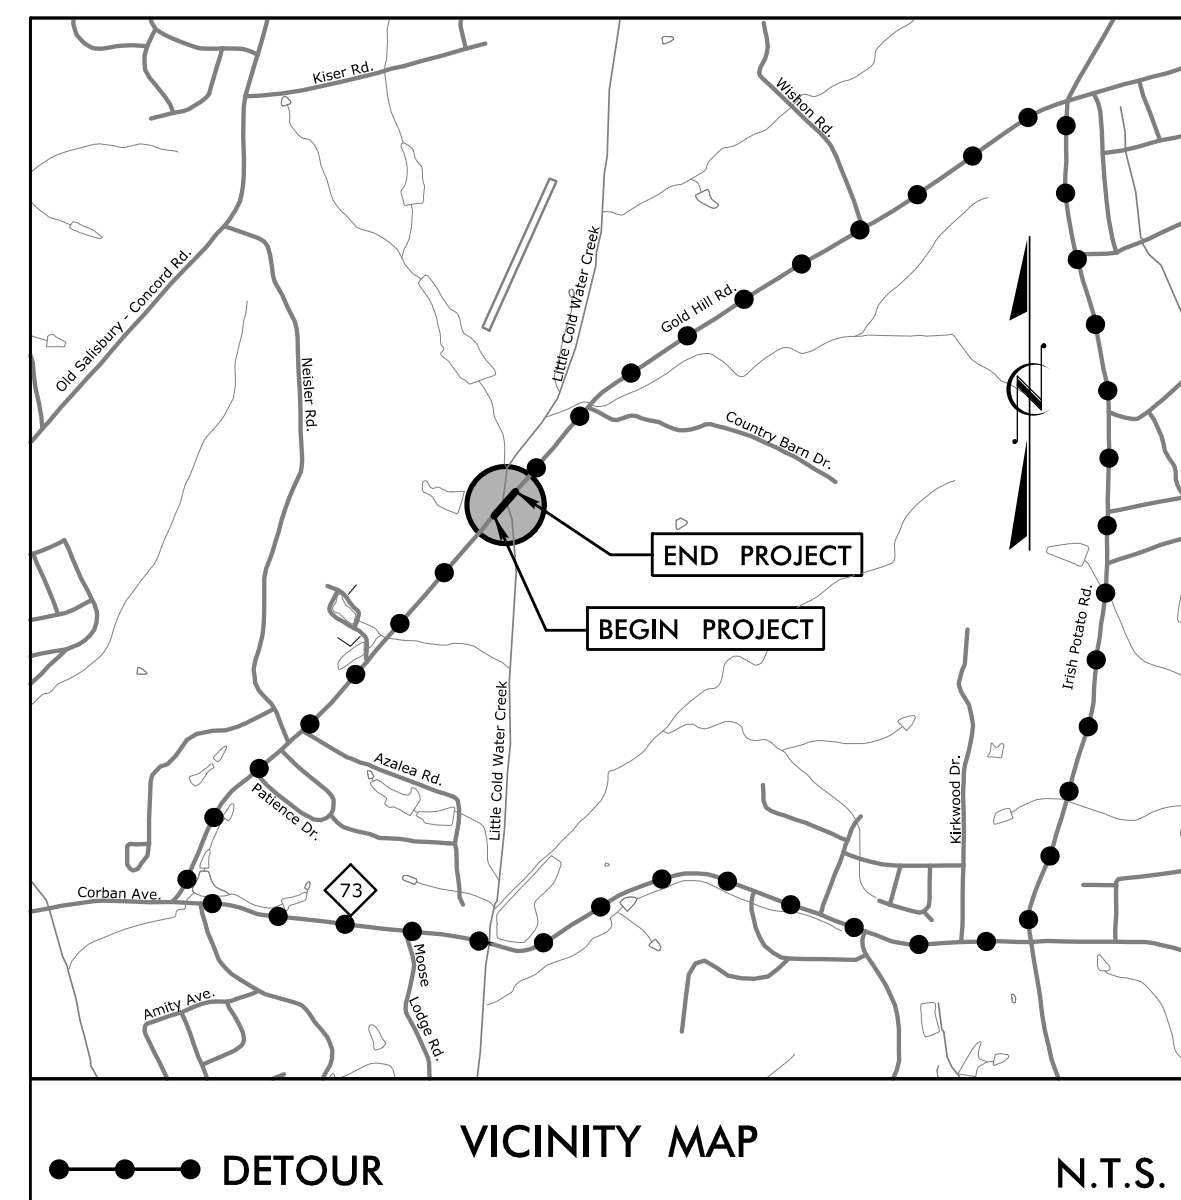 Kiser Rd.
Wishon Rd.
Old Salisbury - Concord Rd.
Little Cold Water Creek
Gold Hill Rd.
Neisler Rd.
Country Barn Dr.
N
END PROJECT
BEGIN PROJECT
Irish Potato Rd.
Little Cold Water Creek
Azalea Rd.
Kirkwood Dr.
Patience Dr.
Corban Ave.
73
Moose
Lodge Rd.
Amity Ave.
VICINITY MAP
DETOUR
N.T.S.